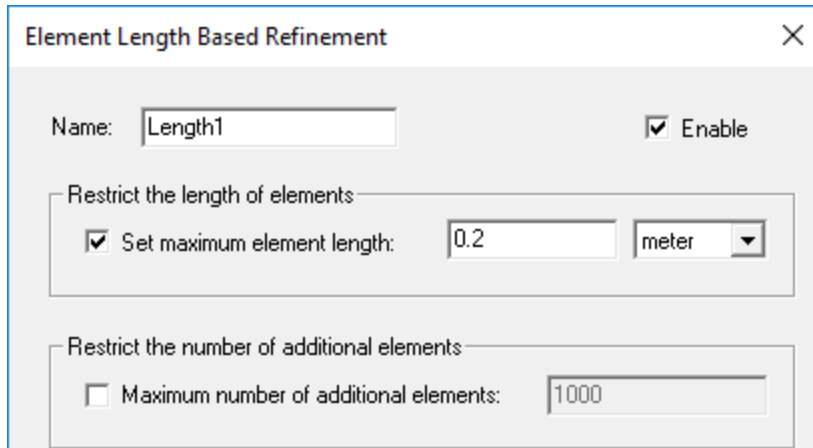 Element Length Based Refinement
Name: Length1 Enable
Restrict the length of elements
Set maximum element length: 0.2 meter
Restrict the number of additional elements
Maximum number of additional elements: 1000